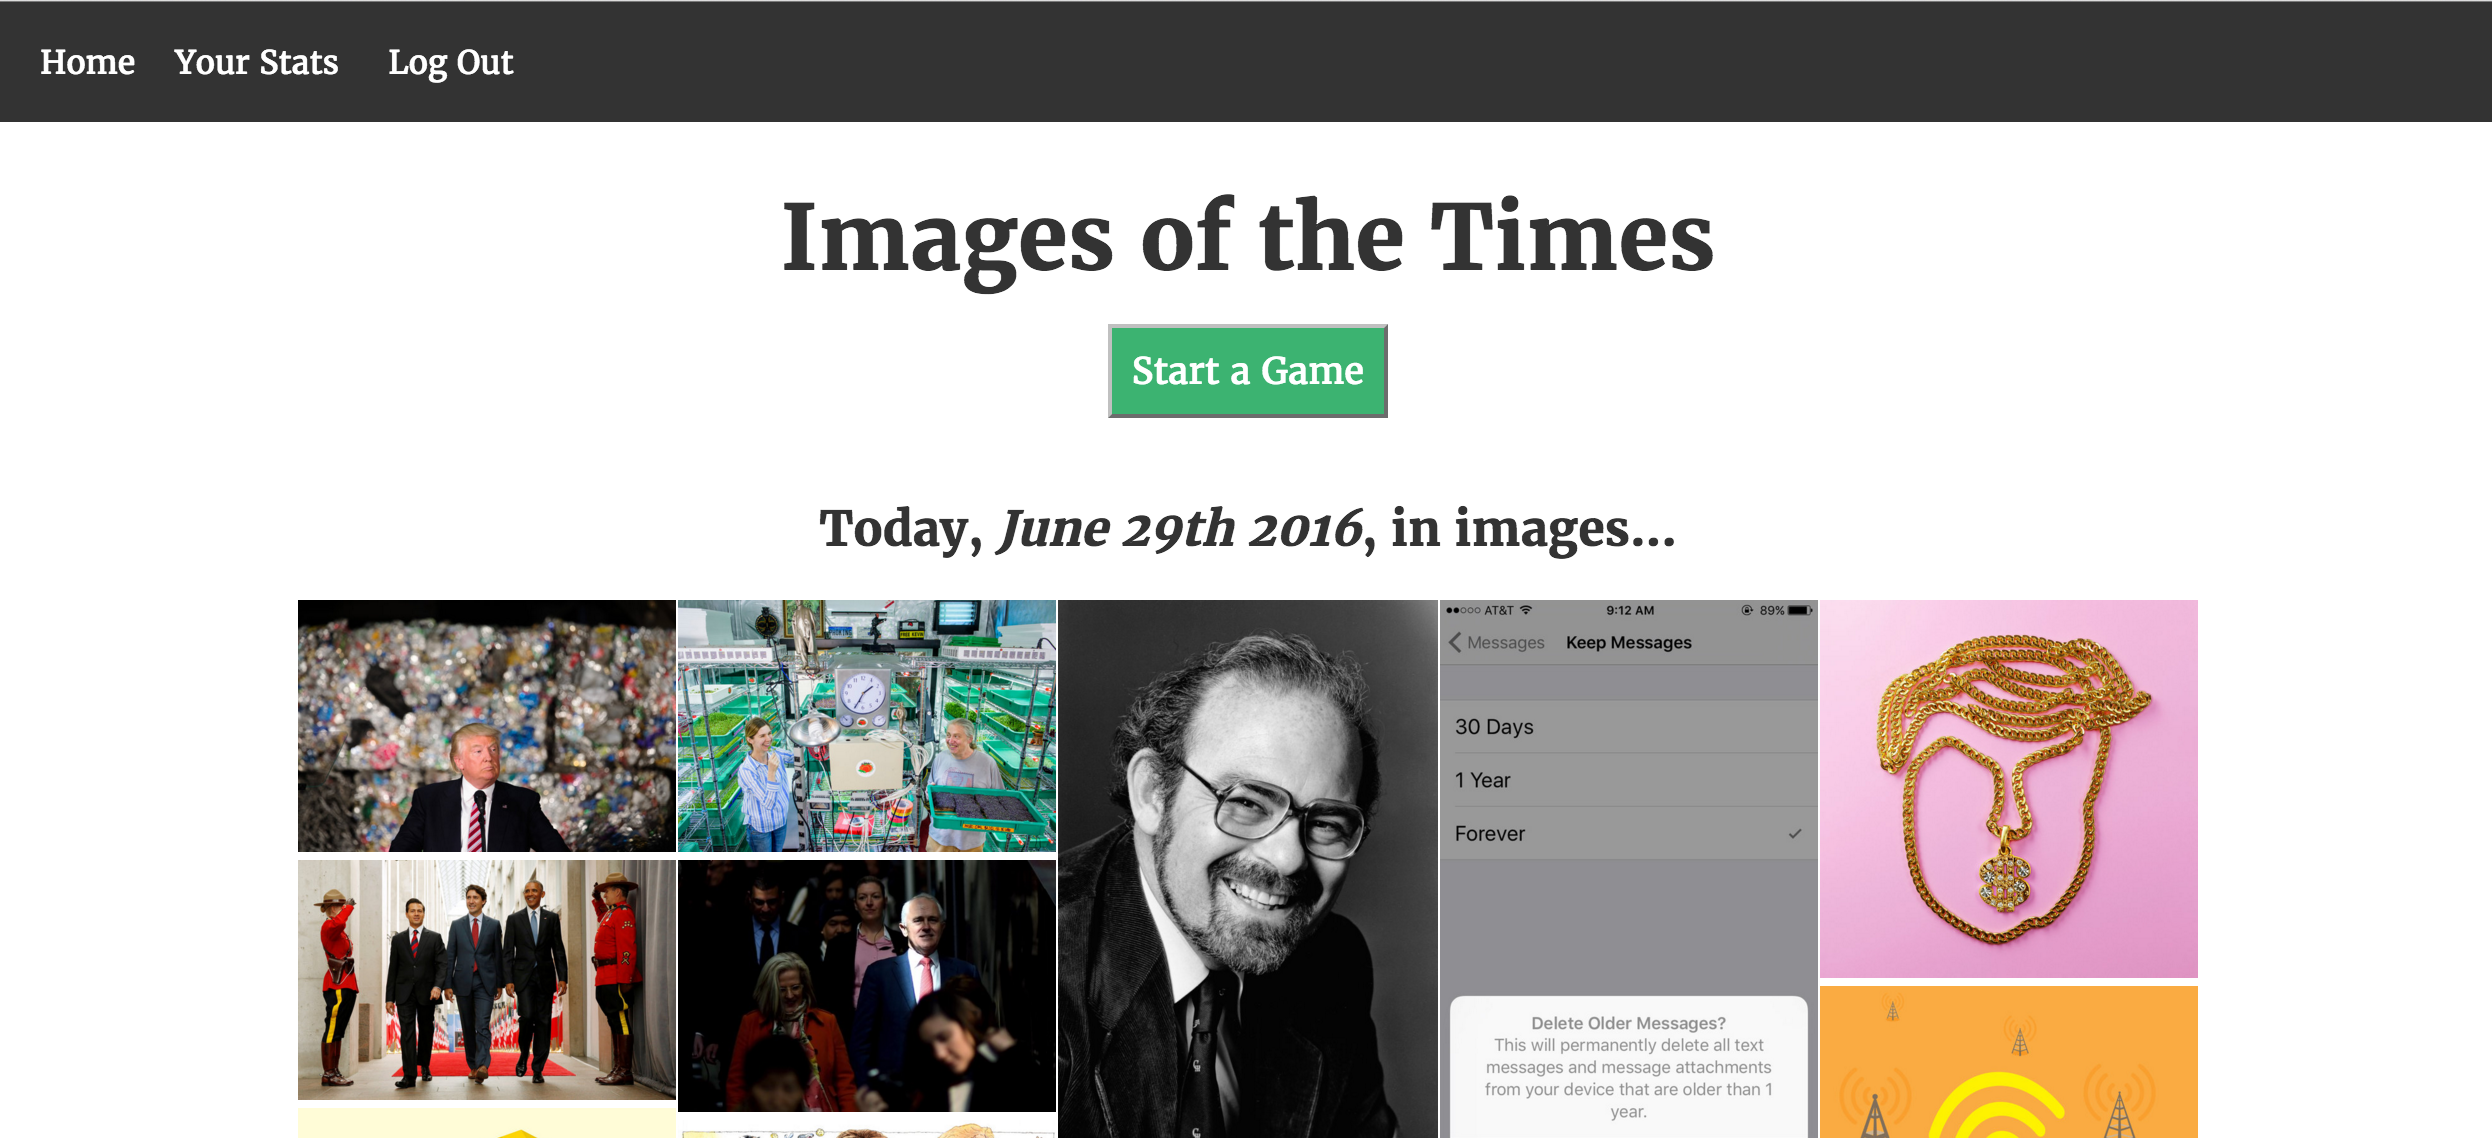 Home Your Stats Log Out
Images of the Times
Start a Game
Today, June 29th 2016, in images...
AT&T 9:12 AM 89%
Messages Keep Messages
30 Days
1 Year
Forever
Delete Older Messages?
This will permanently delete all text
messages and message attachments
from your device that are older than 1
year.
FREE KEVIN